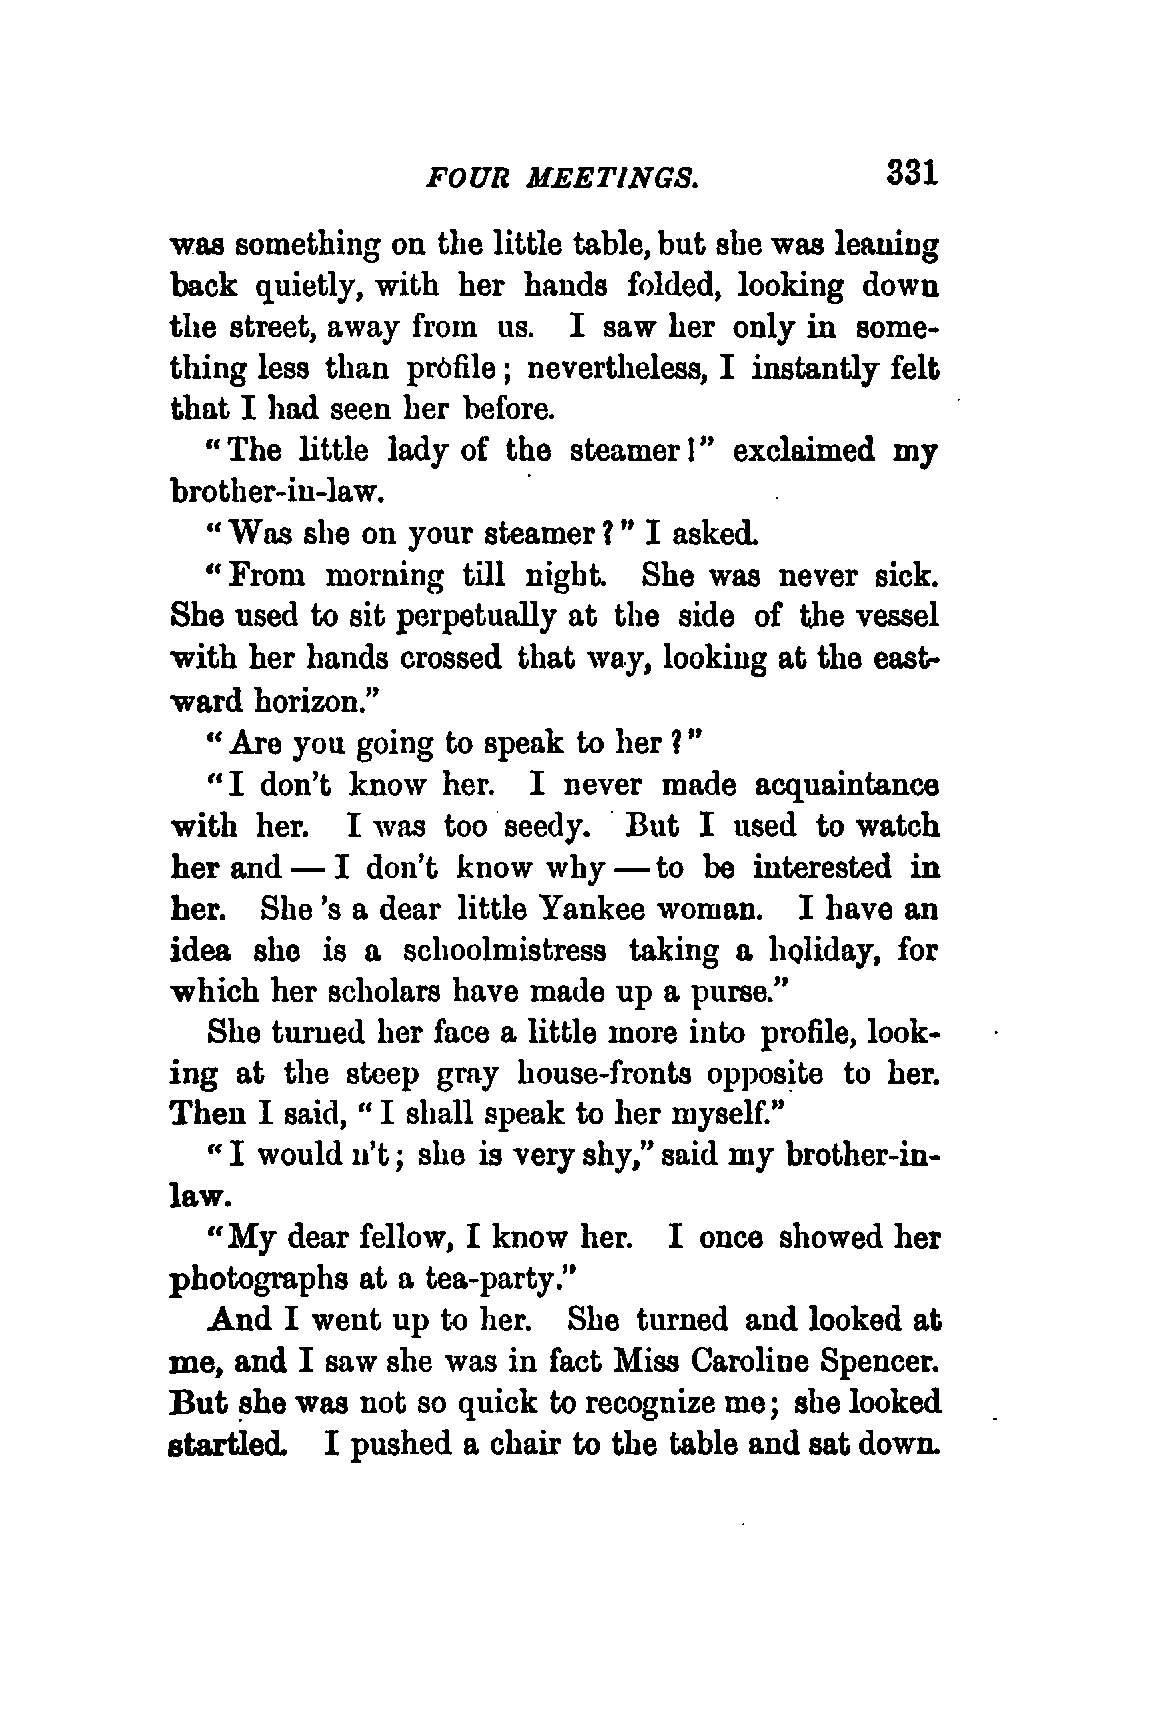 FOUR MEETINGS. 331
was something on the little table, but she was leaning
back quietly, with her hands folded, looking down
the street, away from us. I saw her only in some-
thing less than profile; nevertheless, I instantly felt
that I had seen her before.
"The little lady of the steamer!" exclaimed my
brother-in-law.
"Was she on your steamer?" I asked.
"From morning till night. She was never sick.
She used to sit perpetually at the side of the vessel
with her hands crossed that way, looking at the east-
ward horizon."
"Are you going to speak to her?"
"I don't know her. I never made acquaintance
with her. I was too seedy. But I used to watch
her and — I don't know why — to be interested in
her. She 's a dear little Yankee woman. I have an
idea she is a schoolmistress taking a holiday, for
which her scholars have made up a purse."
She turned her face a little more into profile, look-
ing at the steep gray house-fronts opposite to her.
Then I said, "I shall speak to her myself."
"I would n't; she is very shy," said my brother-in-
law.
"My dear fellow, I know her. I once showed her
photographs at a tea-party."
And I went up to her. She turned and looked at
me, and I saw she was in fact Miss Caroline Spencer.
But she was not so quick to recognize me; she looked
startled. I pushed a chair to the table and sat down.